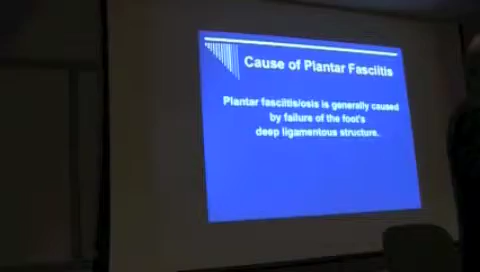 Cause of Plantar Fasciitis
Plantar fasciitis/osis is generally caused
by failure of the foot's
deep ligamentous structure.